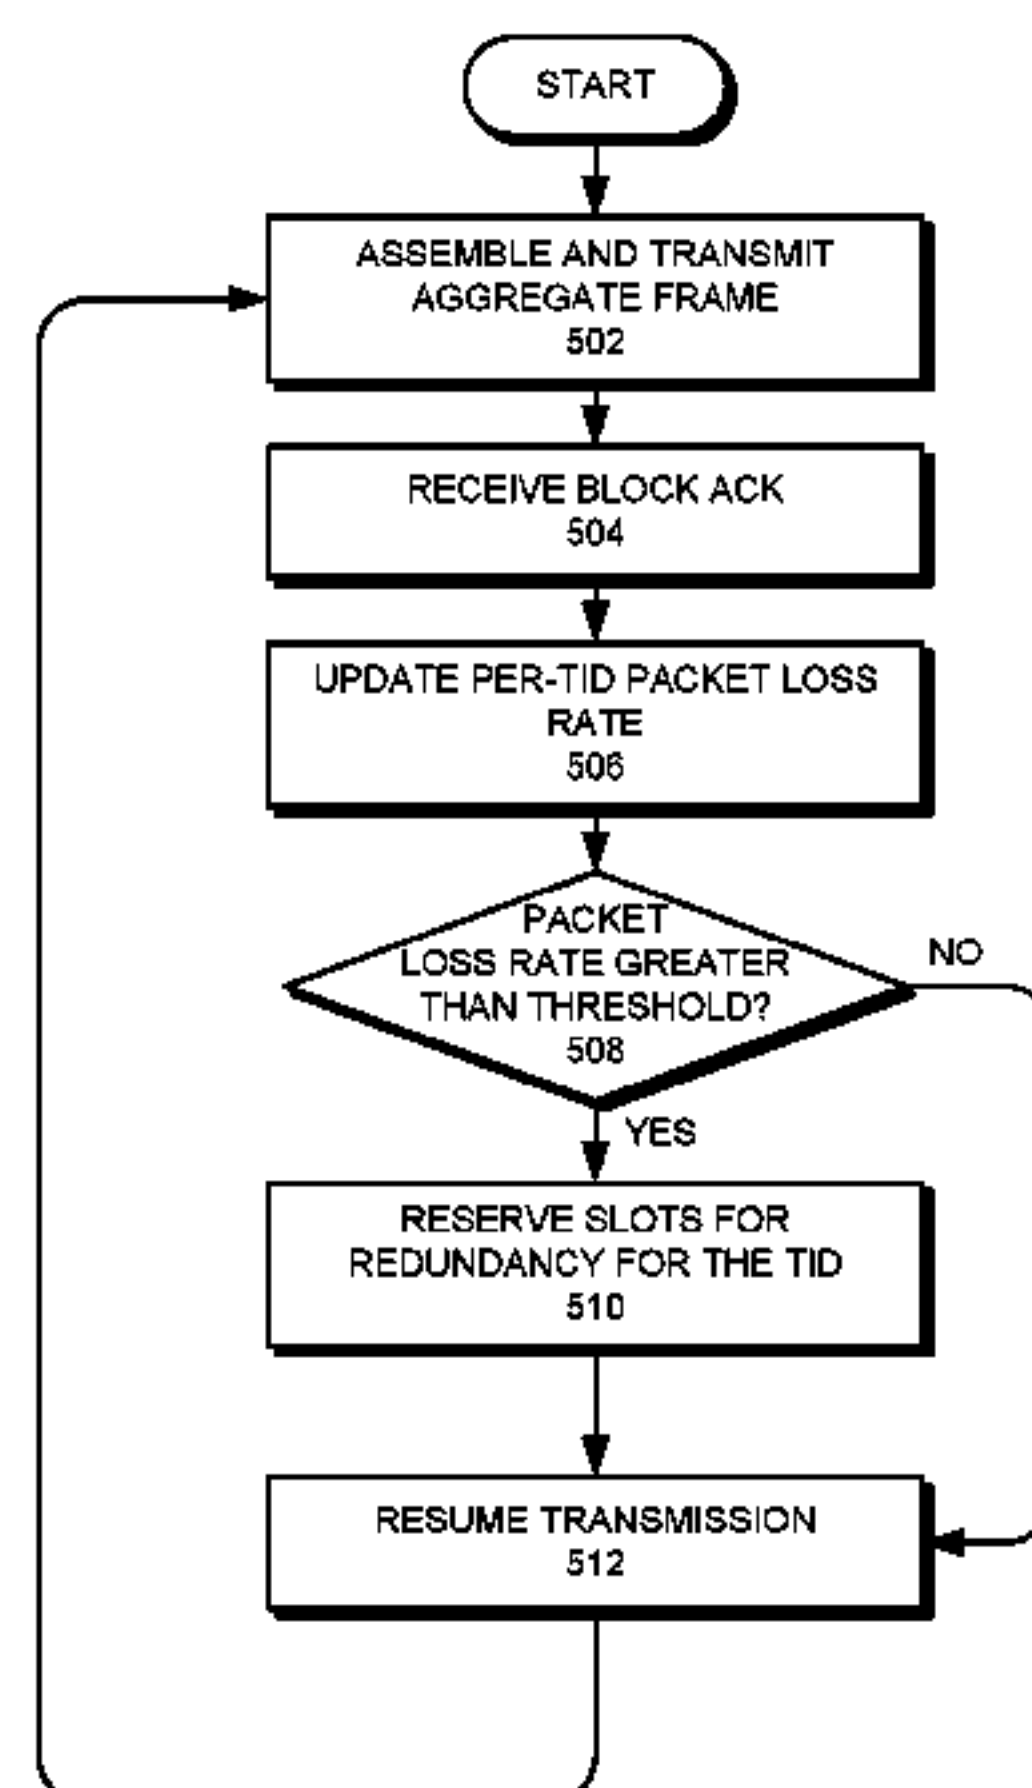 START
ASSEMBLE AND TRANSMIT
AGGREGATE FRAME
502
RECEIVE BLOCK ACK
504
UPDATE PER-TID PACKET LOSS
RATE
506
PACKET
LOSS RATE GREATER
THAN THRESHOLD?
508
NO
YES
RESERVE SLOTS FOR
REDUNDANCY FOR THE TID
510
RESUME TRANSMISSION
512